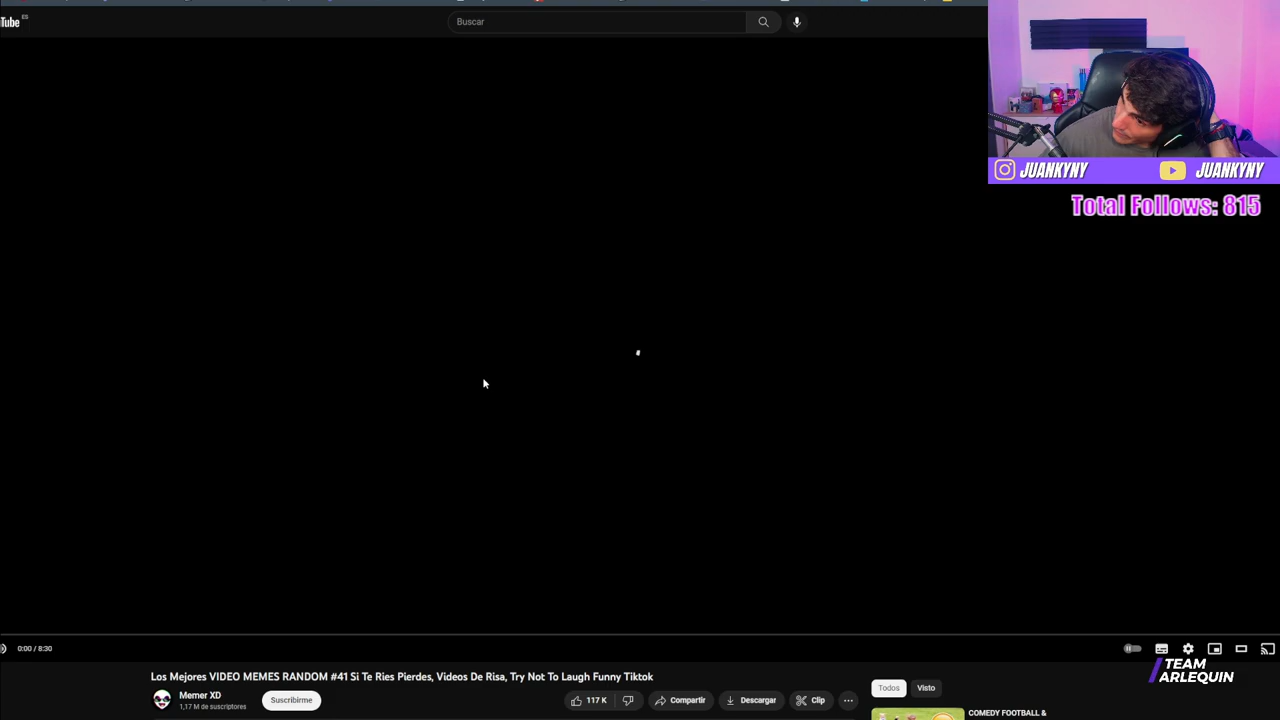 Tube ES
Buscar
JUANKYNY
JUANKYNY
Total Follows: 815
0:00 / 8:30
Los Mejores VIDEO MEMES RANDOM #41 Si Te Ries Pierdes, Videos De Risa, Try Not To Laugh Funny Tiktok
Memer XD
1,17 M de suscriptores
Suscribirme
117 K
Compartir
Descargar
Clip
Todos
Visto
TEAM
ARLEQUIN
COMEDY FOOTBALL &